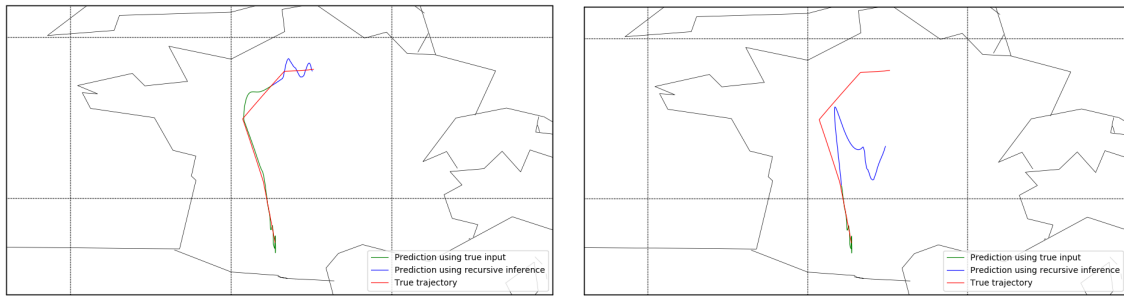 Prediction using true input
Prediction using recursive inference
True trajectory
Prediction using true input
Prediction using recursive inference
True trajectory